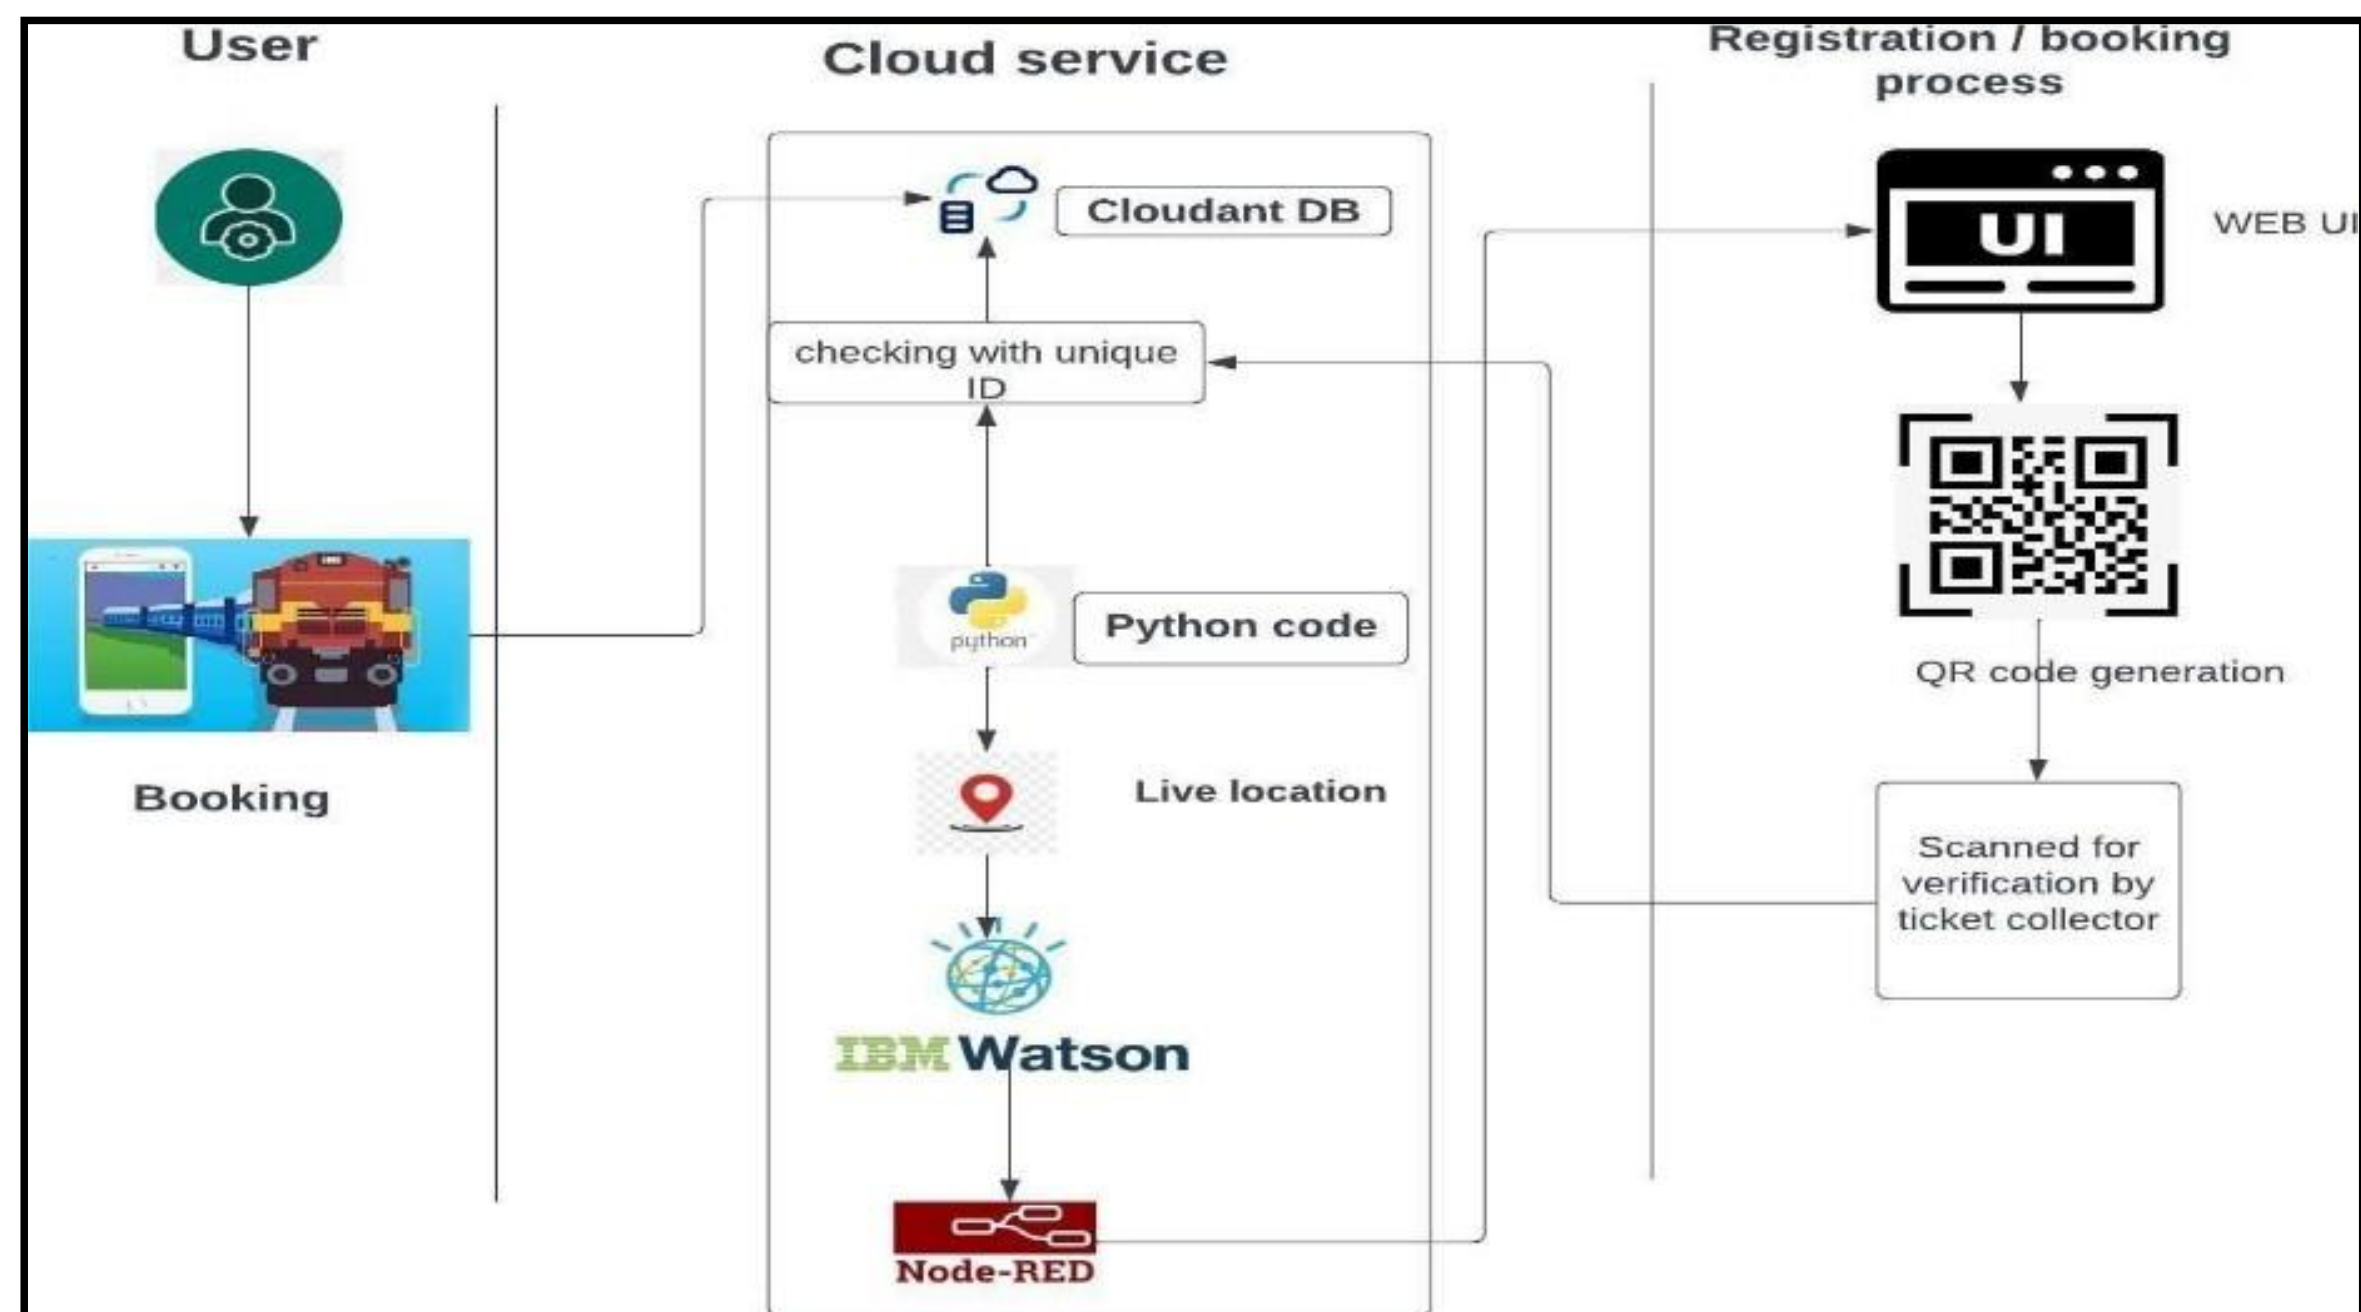 User
Booking
Cloud service
Cloudant DB
checking with unique
ID
python
Python code
Live location
IBM Watson
Node-RED
Registration / booking
process
UI
WEB UI
QR code generation
Scanned for
verification by
ticket collector